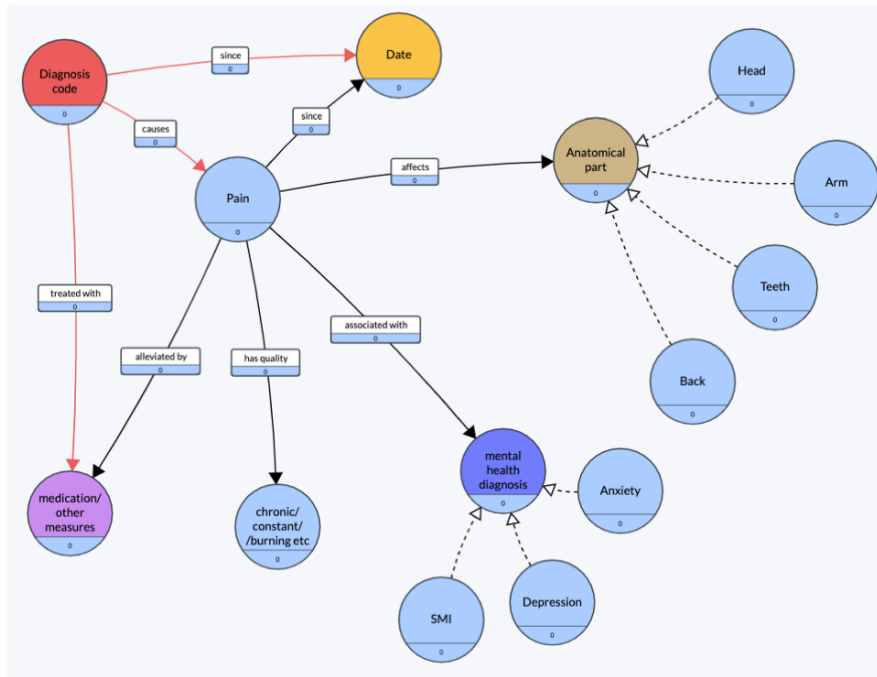 Diagnosis
code
0
since
0
Date
0
Head
0
causes
0
since
0
Anatomical
part
0
affects
0
Arm
0
Pain
0
Teeth
0
treated with
0
associated with
0
alleviated by
0
has quality
0
Back
0
mental
health
diagnosis
0
Anxiety
0
medication/
other
measures
0
chronic/
constant/
/burning etc
0
Depression
0
SMI
0